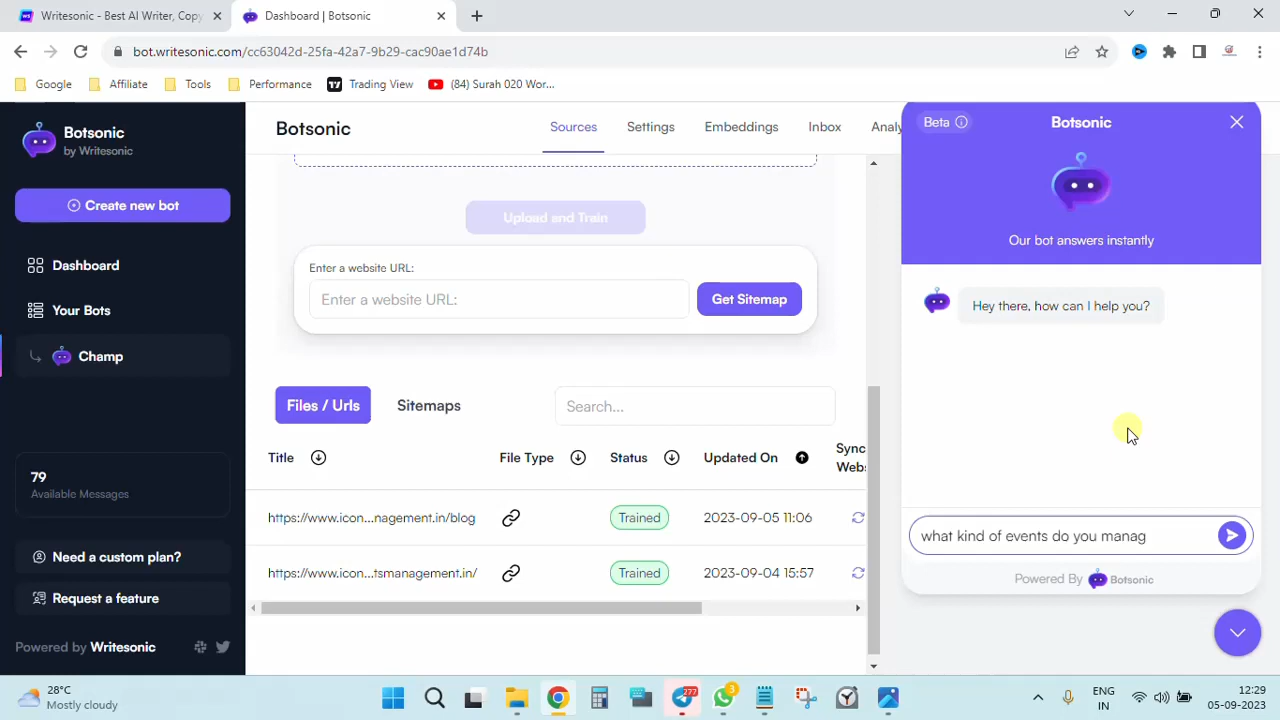 Writesonic - Best AI Writer, Copy
Dashboard | Botsonic
bot.writesonic.com/cc63042d-25fa-42a7-9b29-cac90ae1d74b
Google
Affiliate
Tools
Performance
Trading View
(84) Surah 020 Wor...
Botsonic
by Writesonic
Create new bot
Dashboard
Your Bots
Champ
79
Available Messages
Need a custom plan?
Request a feature
Powered by Writesonic
Botsonic
Sources
Settings
Embeddings
Inbox
Analy
Upload and Train
Enter a website URL:
Enter a website URL:
Get Sitemap
Files / Urls
Sitemaps
Search...
Title
File Type
Status
Updated On
Sync
Webs
https://www.icon...nagement.in/blog
Trained
2023-09-05 11:06
https://www.icon...tsmanagement.in/
Trained
2023-09-04 15:57
Beta
Botsonic
Our bot answers instantly
Hey there, how can I help you?
what kind of events do you manag
Powered By Botsonic
28°C
Mostly cloudy
277
3
ENG
IN
12:29
05-09-2023